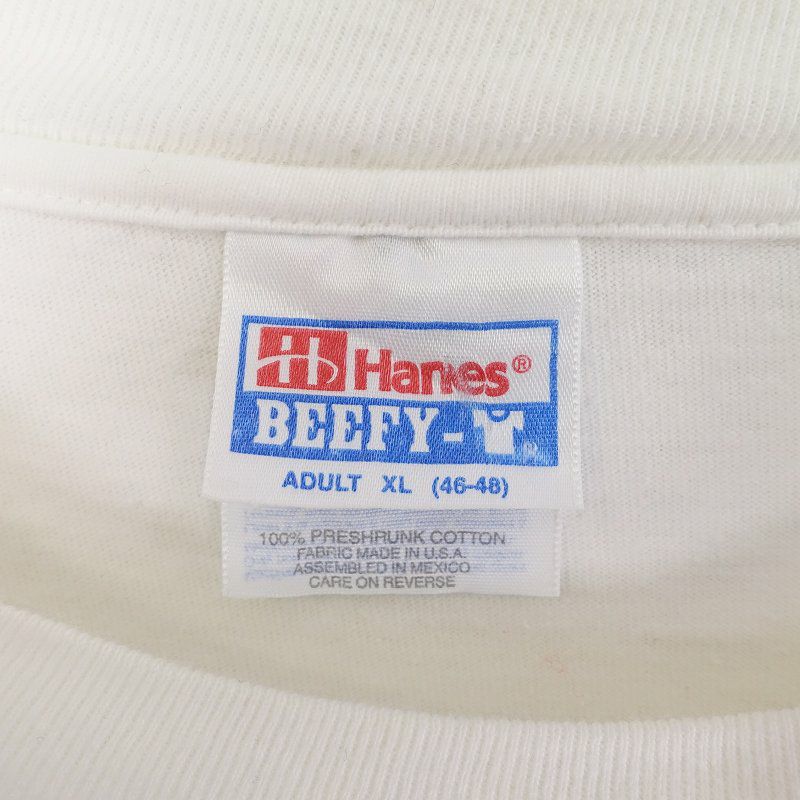 H Hanes®
BEEFY-T®
ADULT XL (46-48)
100% PRESHRUNK COTTON
FABRIC MADE IN U.S.A.
ASSEMBLED IN MEXICO
CARE ON REVERSE